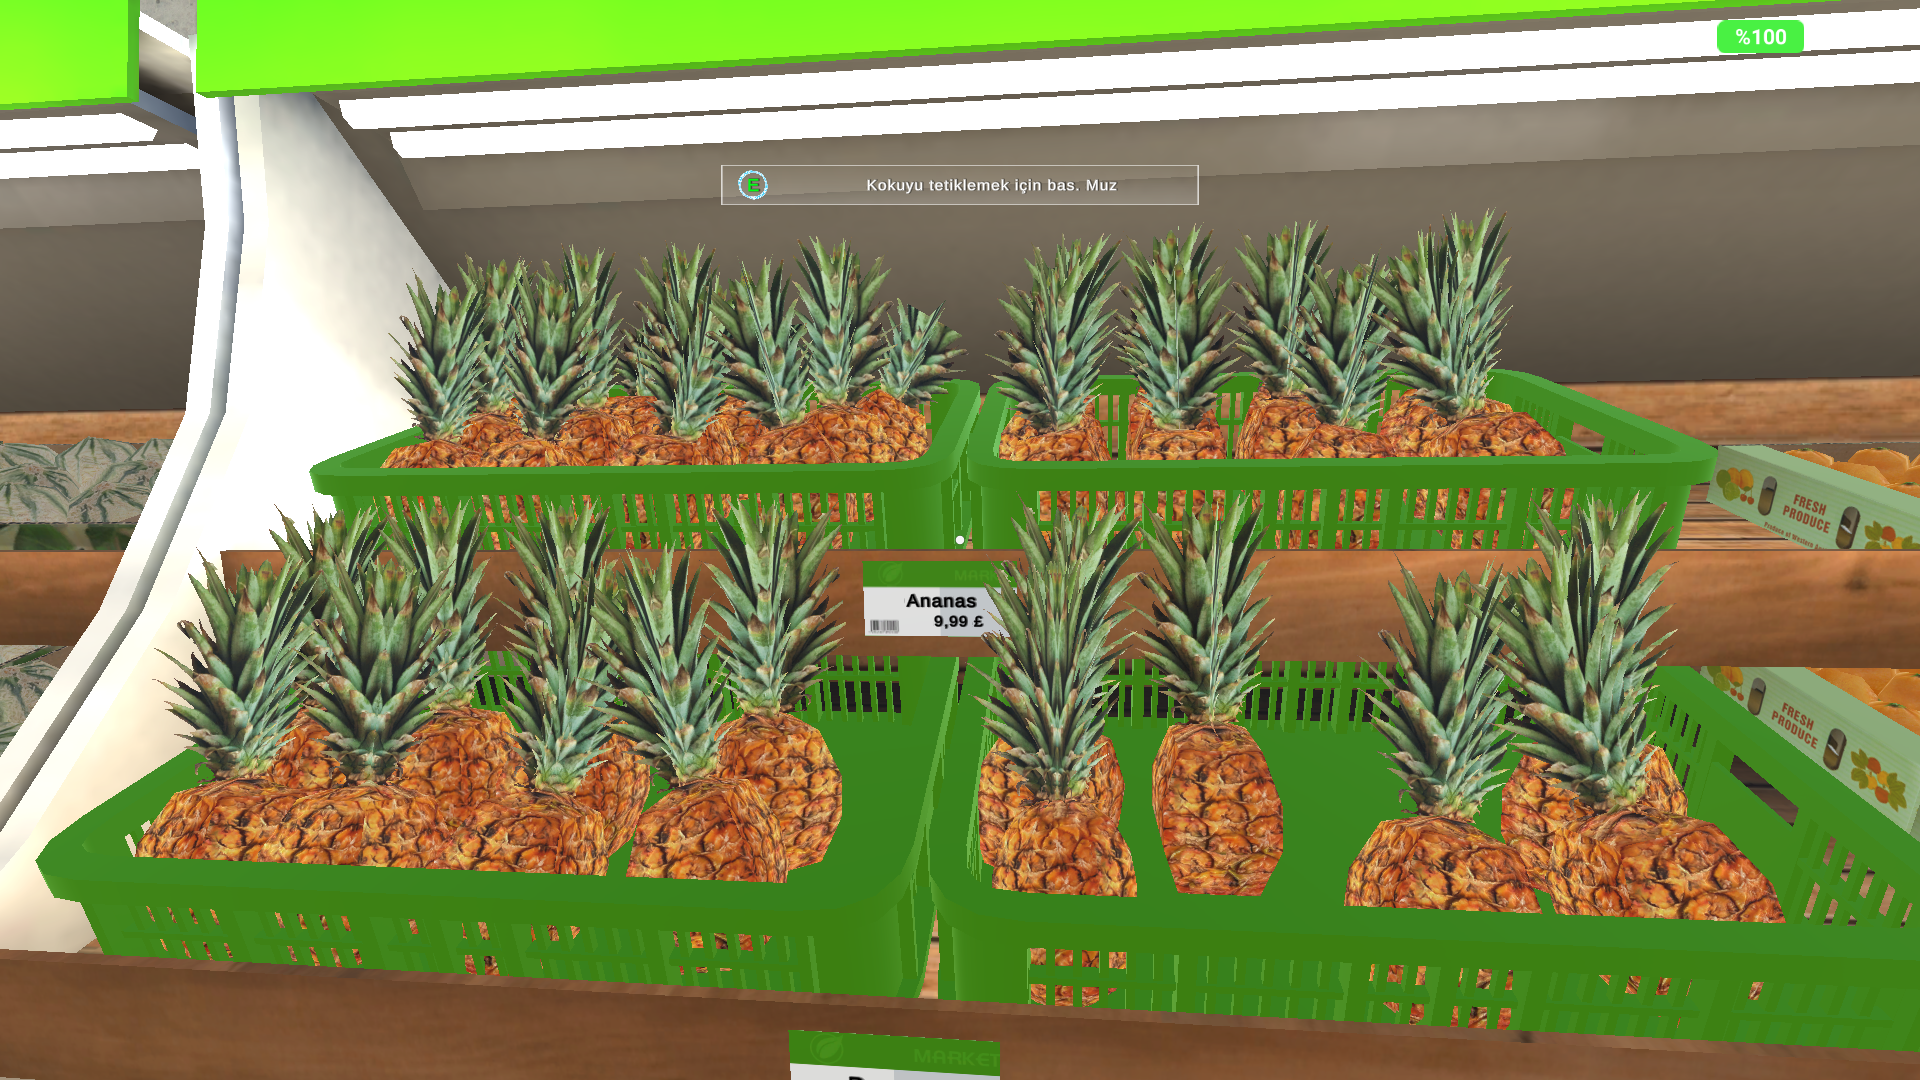 %100
E
Kokuyu tetiklemek için bas. Muz
FRESH
PRODUCE
Ananas
9,99 £
FRESH
PRODUCE
MARKET